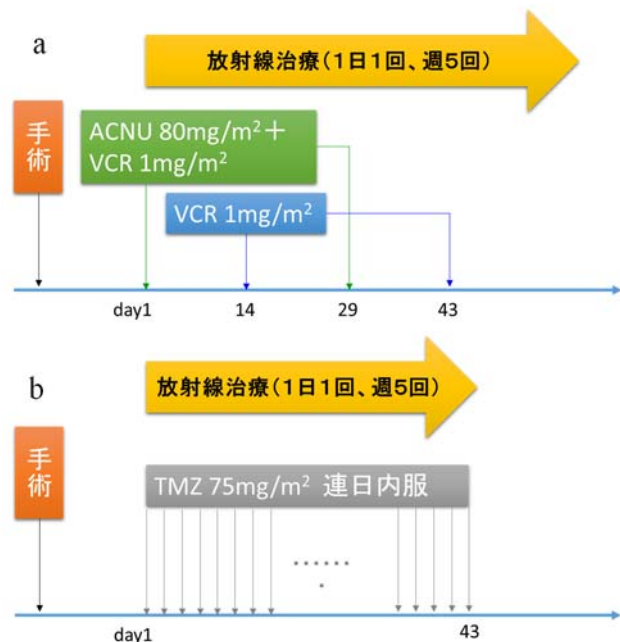 a
放射線治療(1日1回、週5回)
手術
ACNU 80mg/m²+
VCR 1mg/m²
VCR 1mg/m²
day1 14 29 43
b
放射線治療(1日1回、週5回)
手術
TMZ 75mg/m² 連日内服
.......
day1 43